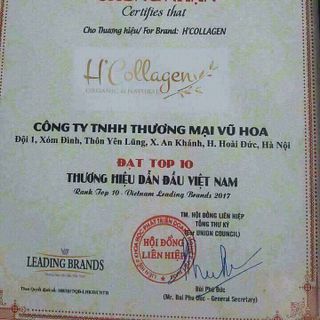 Certifies that
Cho Thương hiệu/ For Brand: H'COLLAGEN
H'Collagen
ORGANIC & NATURAL
CÔNG TY TNHH THƯƠNG MẠI VŨ HOA
Đội 1, Xóm Đình, Thôn Yên Lũng, X. An Khánh, H. Hoài Đức, Hà Nội
ĐẠT TOP 10
THƯƠNG HIỆU DẪN ĐẦU VIỆT NAM
Rank Top 10 - Vietnam Leading Brands 2017
TM. HỘI ĐỒNG LIÊN HIỆP
TỔNG THƯ KÝ
UNION COUNCIL)
HỘI ĐỒNG
LIÊN HIỆP
LEADING BRANDS
Bùi Phú Đức
(Mr. Bui Phu Duc - General Secretary)